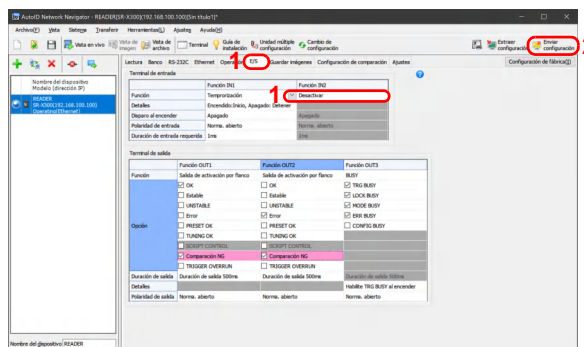 AutoID Network Navigator - READER(SR-X300)(192.168.100.100)[Sin título1]*
Archivo(F) Vista Sistema Transferir Herramientas(L) Ajustes Ayuda(H)
Vista en vivo Vista de imagen Vista de archivo Terminal Guía de instalación Unidad múltiple configuración Cambio de configuración Extraer configuración Enviar configuración 2
Lectura Banco RS-232C Ethernet 1 E/S Guardar imágenes Configuración de comparación Ajustes Configuración de fábrica(J)
Nombre del dispositivo
Modelo (dirección IP)
READER
SR-X300(192.168.100.100)
Operativo(Ethernet)
Terminal de entrada
Función IN1 Función IN2
Función Temprorización 1 Desactivar
Detalles Encendido:Inicio, Apagado: Detener
Disparo al encender Apagado Apagado
Polaridad de entrada Norma. abierto Norma. abierto
Duración de entrada requerida 1ms 1ms
Terminal de salida
Función OUT1 Función OUT2 Función OUT3
Función Salida de activación por flanco Salida de activación por flanco BUSY
Opción
OK OK TRG BUSY
Estable Estable LOCK BUSY
UNSTABLE UNSTABLE MODE BUSY
Error Error ERR BUSY
PRESET OK PRESET OK CONFIG BUSY
TUNING OK TUNING OK
SCRIPT CONTROL SCRIPT CONTROL
Comparación NG Comparación NG
TRIGGER OVERRUN TRIGGER OVERRUN
Duración de salida Duración de salida 500ms Duración de salida 500ms Duración de salida 500ms
Detalles Habilite TRG BUSY al encender
Polaridad de salida Norma. abierto Norma. abierto Norma. abierto
Nombre del dispositivo: READER